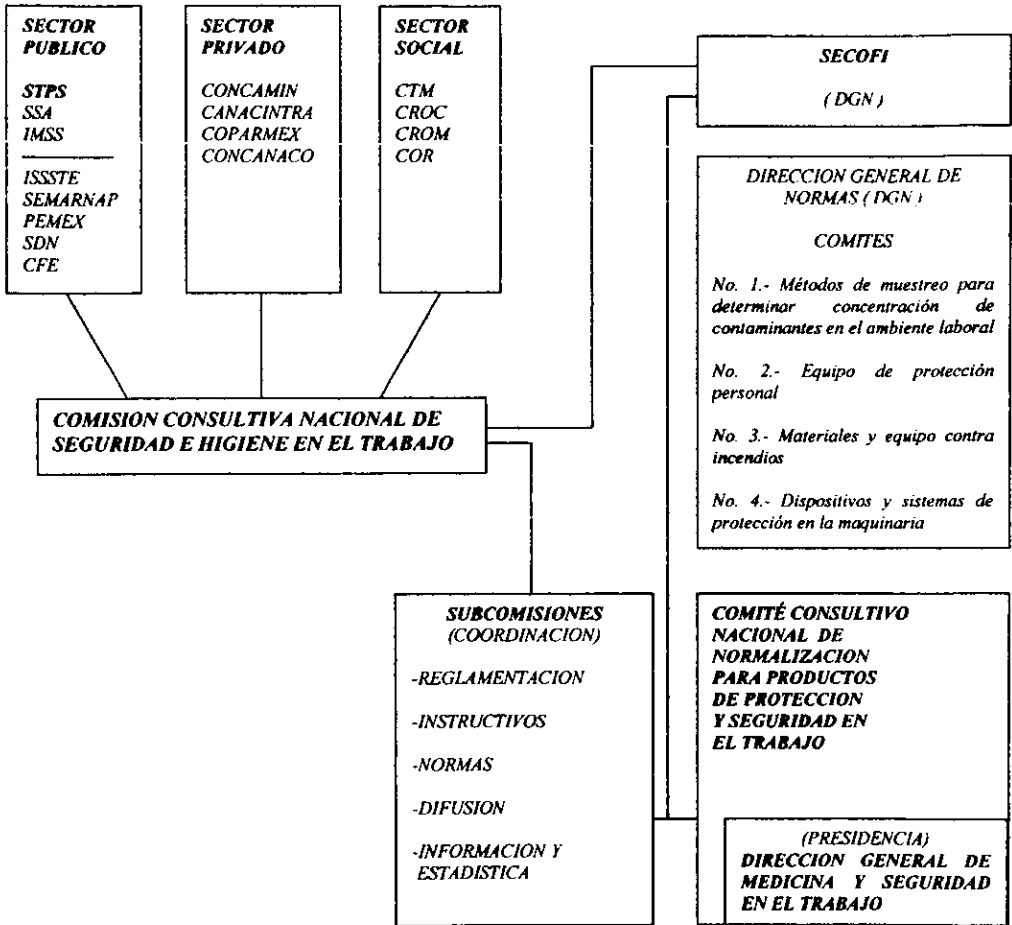 SECTOR
PUBLICO
STPS
SSA
IMSS
ISSSTE
SEMARNAP
PEMEX
SDN
CFE
SECTOR
PRIVADO
CONCAMIN
CANACINTRA
COPARMEX
CONCANACO
SECTOR
SOCIAL
CTM
CROC
CROM
COR
SECOFI
( DGN )
DIRECCION GENERAL DE
NORMAS ( DGN )
COMITES
No. 1.- Métodos de muestreo para
determinar concentración de
contaminantes en el ambiente laboral
No. 2.- Equipo de protección
personal
No. 3.- Materiales y equipo contra
incendios
No. 4.- Dispositivos y sistemas de
protección en la maquinaria
COMISION CONSULTIVA NACIONAL DE
SEGURIDAD E HIGIENE EN EL TRABAJO
SUBCOMISIONES
(COORDINACION)
-REGLAMENTACION
-INSTRUCTIVOS
-NORMAS
-DIFUSION
-INFORMACION Y
ESTADISTICA
COMITÉ CONSULTIVO
NACIONAL DE
NORMALIZACION
PARA PRODUCTOS
DE PROTECCION
Y SEGURIDAD EN
EL TRABAJO
(PRESIDENCIA)
DIRECCION GENERAL DE
MEDICINA Y SEGURIDAD
EN EL TRABAJO